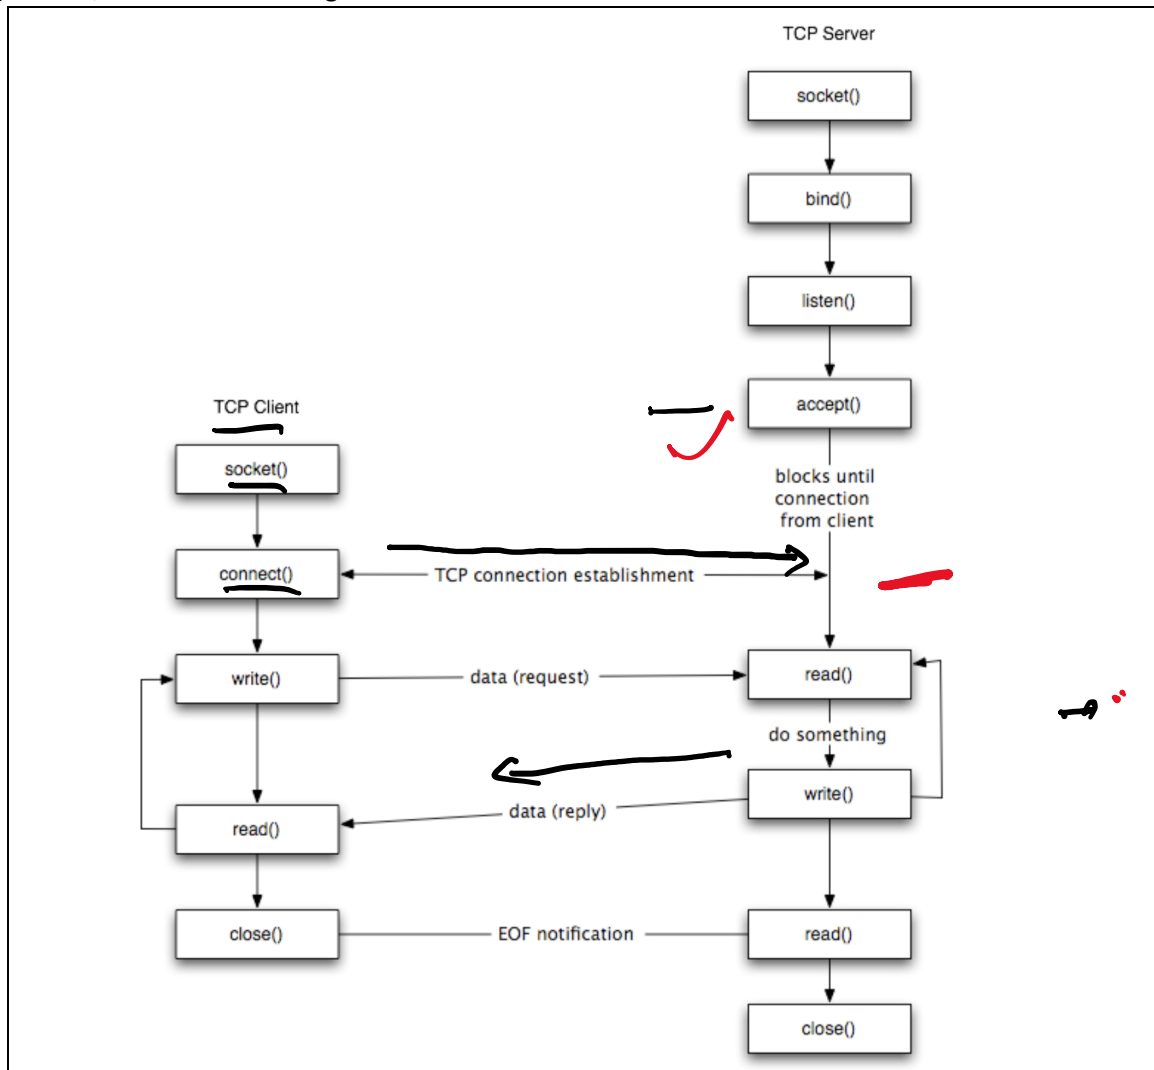 TCP Server
socket()
bind()
listen()
accept()
blocks until
connection
from client
TCP Client
socket()
connect()
TCP connection establishment
write()
data (request)
read()
do something
write()
data (reply)
read()
close()
EOF notification
read()
close()